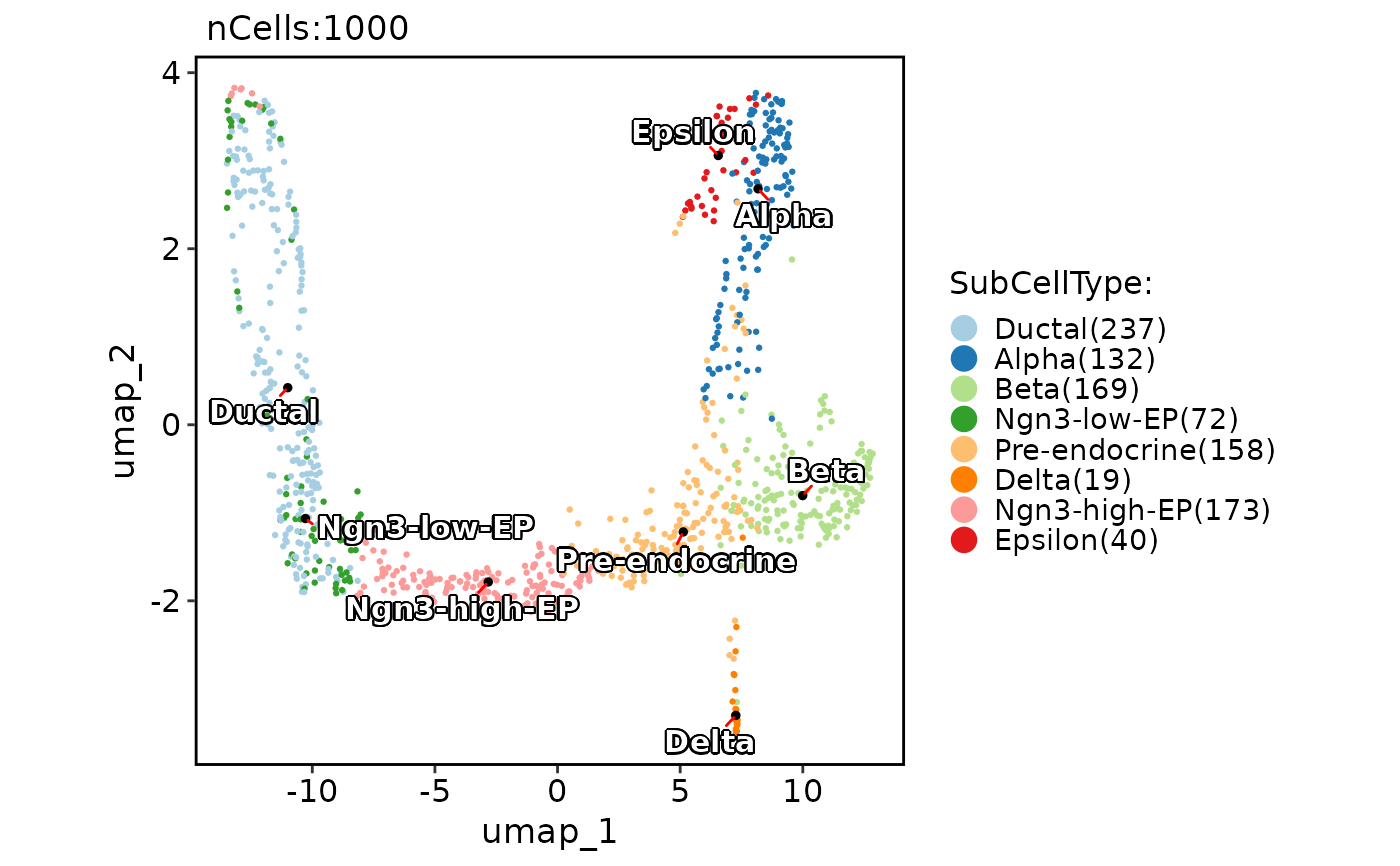 nCells:1000
4
2
0
-2
umap_2
-10
-5
0
5
10
umap_1
Epsilon
Alpha
Ductal
Beta
Ngn3-low-EP
Pre-endocrine
Ngn3-high-EP
Delta
SubCellType:
Ductal(237)
Alpha(132)
Beta(169)
Ngn3-low-EP(72)
Pre-endocrine(158)
Delta(19)
Ngn3-high-EP(173)
Epsilon(40)